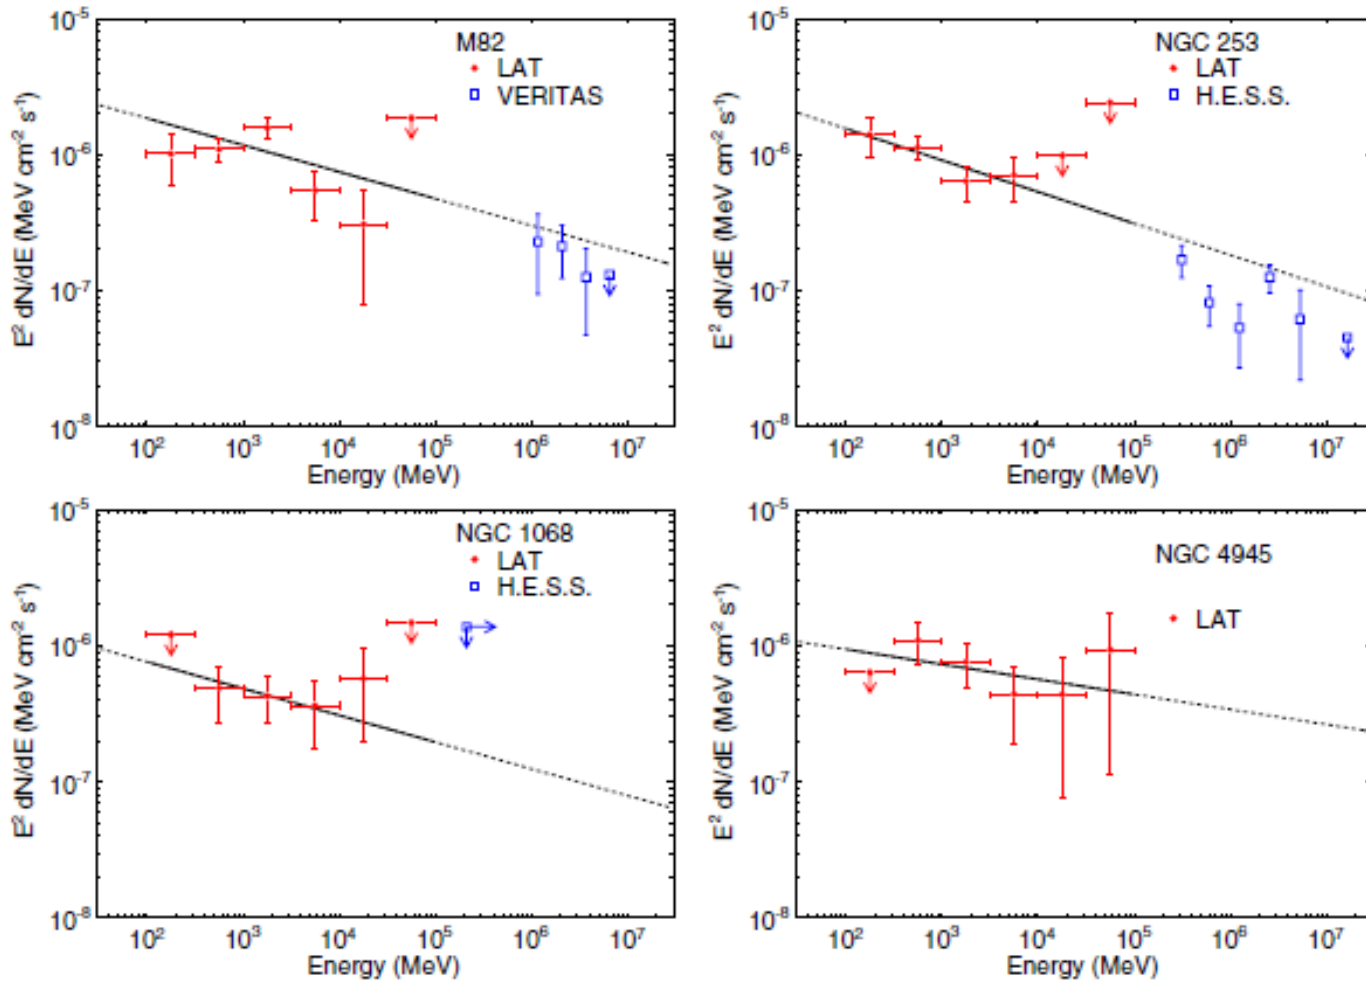 10⁻⁵
M82
LAT
VERITAS
10⁻⁶
10⁻⁷
10⁻⁸
E² dN/dE (MeV cm⁻² s⁻¹)
10² 10³ 10⁴ 10⁵ 10⁶ 10⁷
Energy (MeV)
10⁻⁵
NGC 253
LAT
H.E.S.S.
10⁻⁶
10⁻⁷
10⁻⁸
E² dN/dE (MeV cm⁻² s⁻¹)
10² 10³ 10⁴ 10⁵ 10⁶ 10⁷
Energy (MeV)
10⁻⁵
NGC 1068
LAT
H.E.S.S.
10⁻⁶
10⁻⁷
10⁻⁸
E² dN/dE (MeV cm⁻² s⁻¹)
10² 10³ 10⁴ 10⁵ 10⁶ 10⁷
Energy (MeV)
10⁻⁵
NGC 4945
LAT
10⁻⁶
10⁻⁷
10⁻⁸
E² dN/dE (MeV cm⁻² s⁻¹)
10² 10³ 10⁴ 10⁵ 10⁶ 10⁷
Energy (MeV)